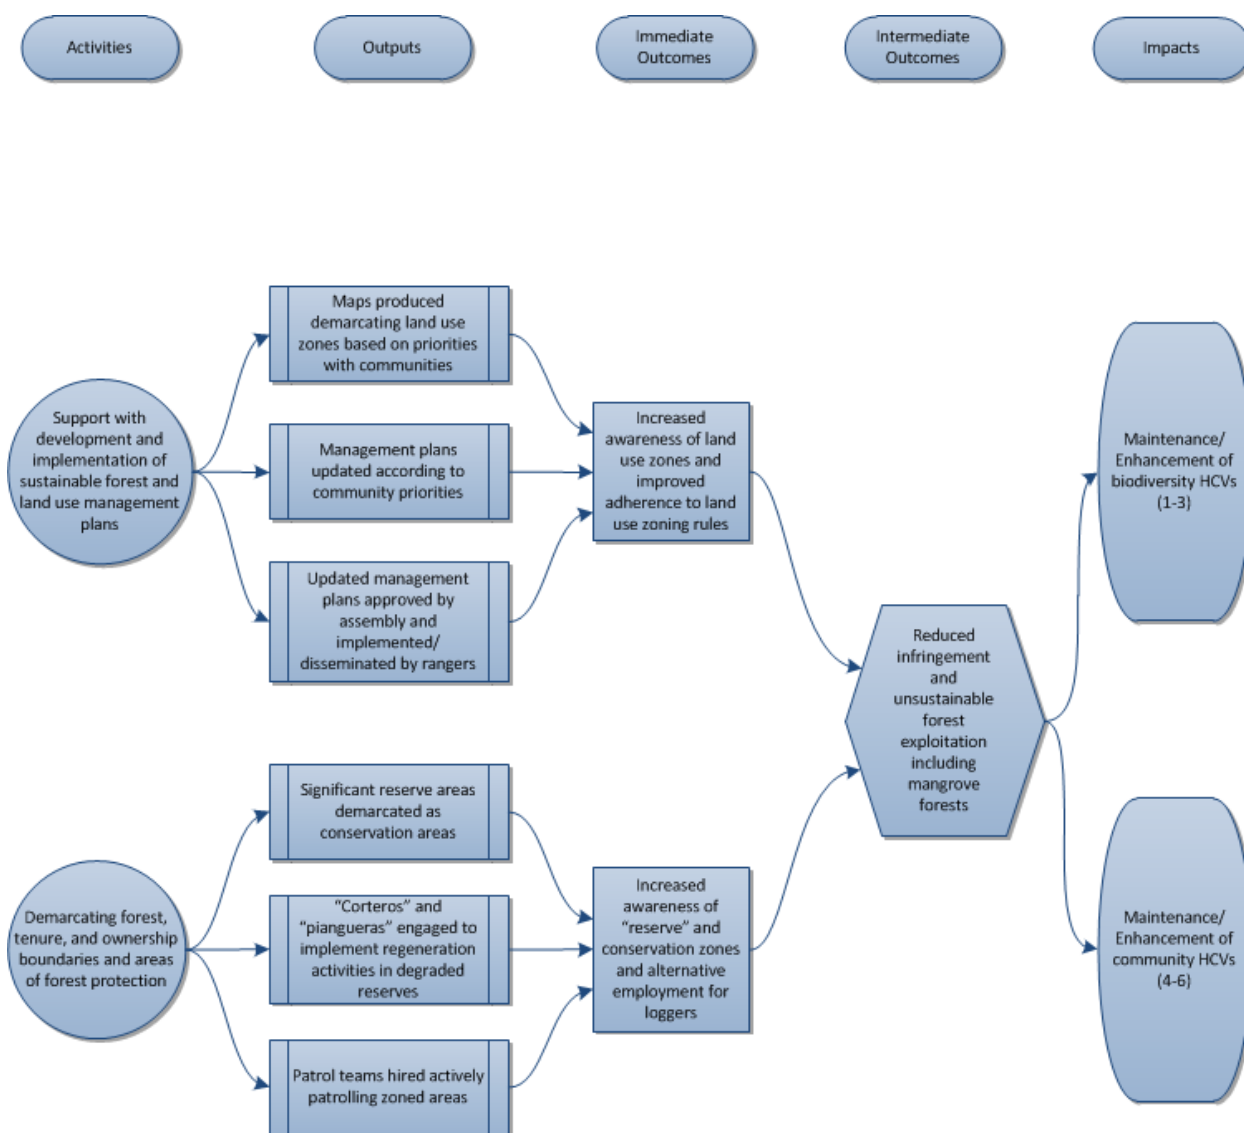 Activities
Outputs
Immediate
Outcomes
Intermediate
Outcomes
Impacts
Support with
development and
implementation of
sustainable forest and
land use management
plans
Maps produced
demarcating land use
zones based on priorities
with communities
Management plans
updated according to
community priorities
Updated management
plans approved by
assembly and
implemented/
disseminated by rangers
Increased
awareness of land
use zones and
improved
adherence to land
use zoning rules
Demarcating forest,
tenure, and ownership
boundaries and areas
of forest protection
Significant reserve areas
demarcated as
conservation areas
“Corteros” and
“piangueras” engaged to
implement regeneration
activities in degraded
reserves
Patrol teams hired actively
patrolling zoned areas
Increased
awareness of
“reserve” and
conservation zones
and alternative
employment for
loggers
Reduced
infringement
and
unsustainable
forest
exploitation
including
mangrove
forests
Maintenance/
Enhancement of
biodiversity HCVs
(1-3)
Maintenance/
Enhancement of
community HCVs
(4-6)